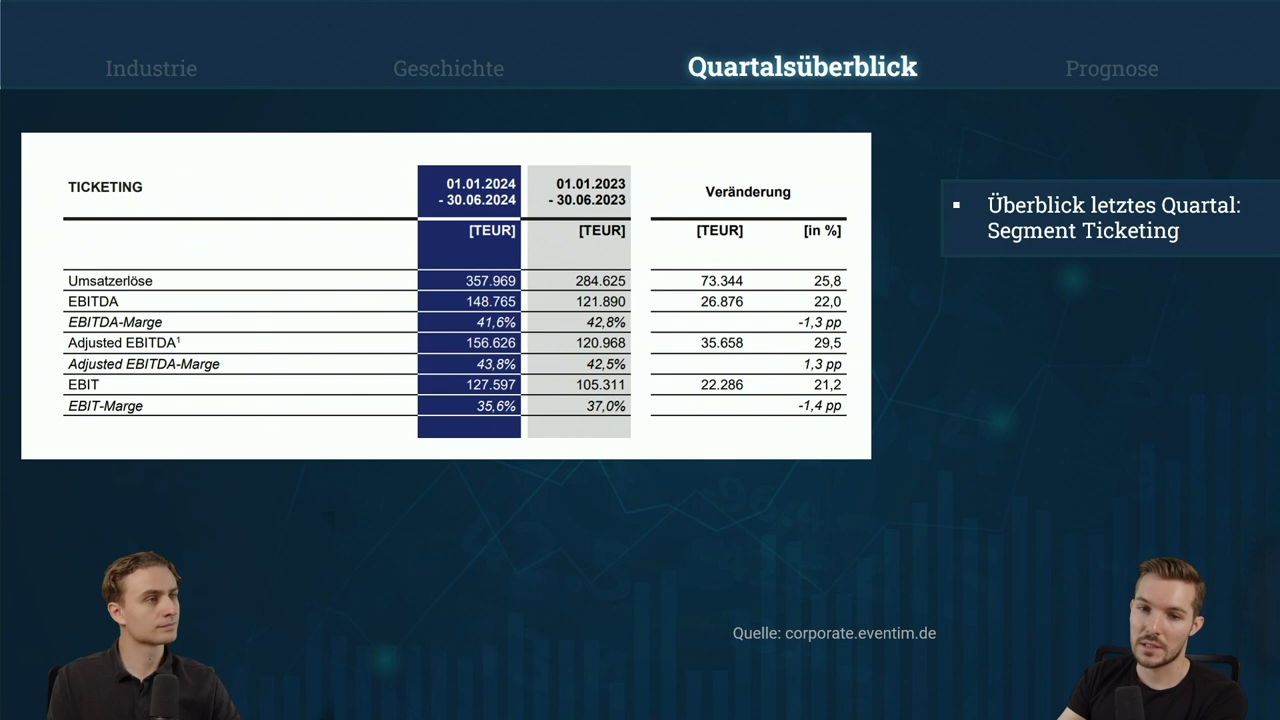 Industrie Geschichte Quartalsüberblick Prognose
TICKETING
01.01.2024 01.01.2023
- 30.06.2024 - 30.06.2023
Veränderung
[TEUR] [TEUR] [TEUR] [in %]
Umsatzerlöse 357.969 284.625 73.344 25,8
EBITDA 148.765 121.890 26.876 22,0
EBITDA-Marge 41,6% 42,8% -1,3 pp
Adjusted EBITDA¹ 156.626 120.968 35.658 29,5
Adjusted EBITDA-Marge 43,8% 42,5% 1,3 pp
EBIT 127.597 105.311 22.286 21,2
EBIT-Marge 35,6% 37,0% -1,4 pp
▪ Überblick letztes Quartal:
Segment Ticketing
Quelle: corporate.eventim.de